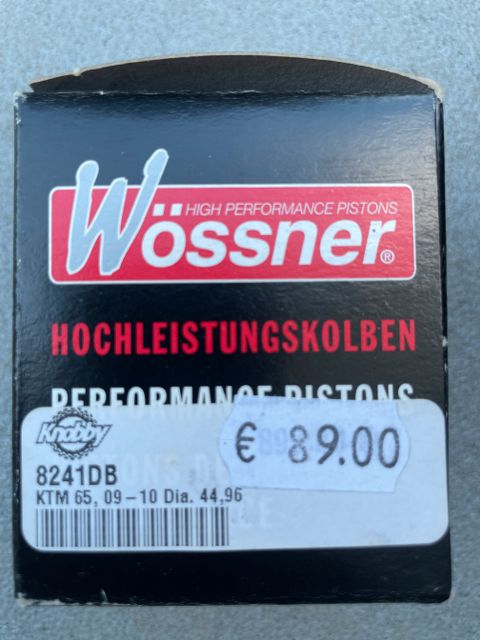 Wössner®
HIGH PERFORMANCE PISTONS
HOCHLEISTUNGSKOLBEN
PERFORMANCE PISTONS
Knobby
€ 89.00
8241DB
KTM 65, 09-10 Dia. 44,96